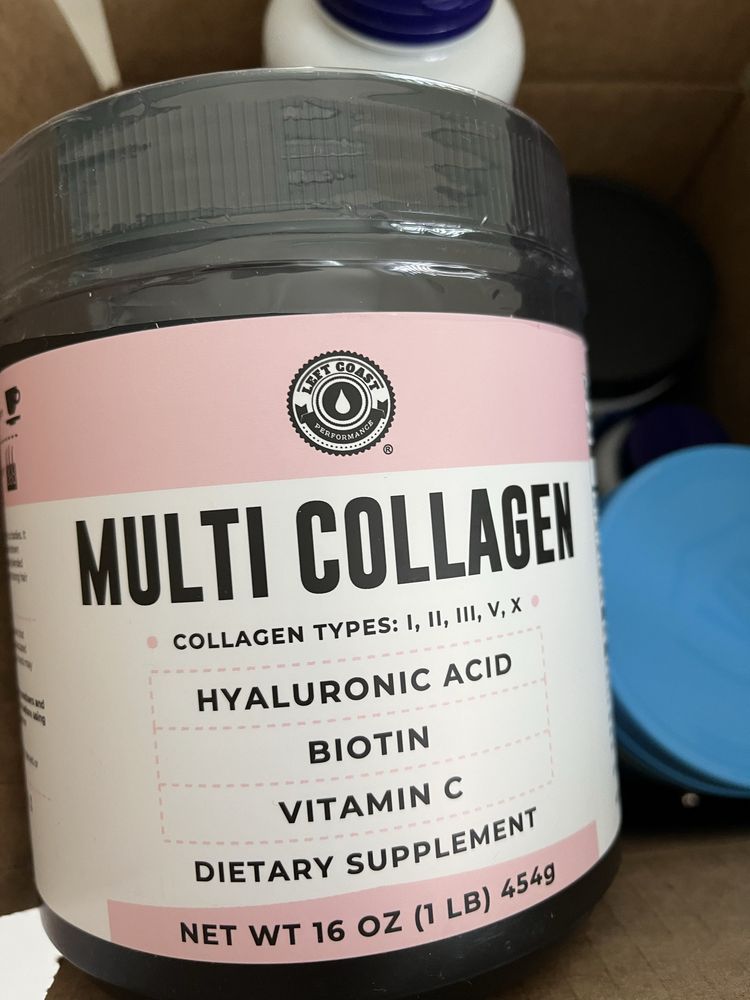 LEFT COAST
PERFORMANCE
®
MULTI COLLAGEN
COLLAGEN TYPES: I, II, III, V, X
HYALURONIC ACID
BIOTIN
VITAMIN C
DIETARY SUPPLEMENT
NET WT 16 OZ (1 LB) 454g